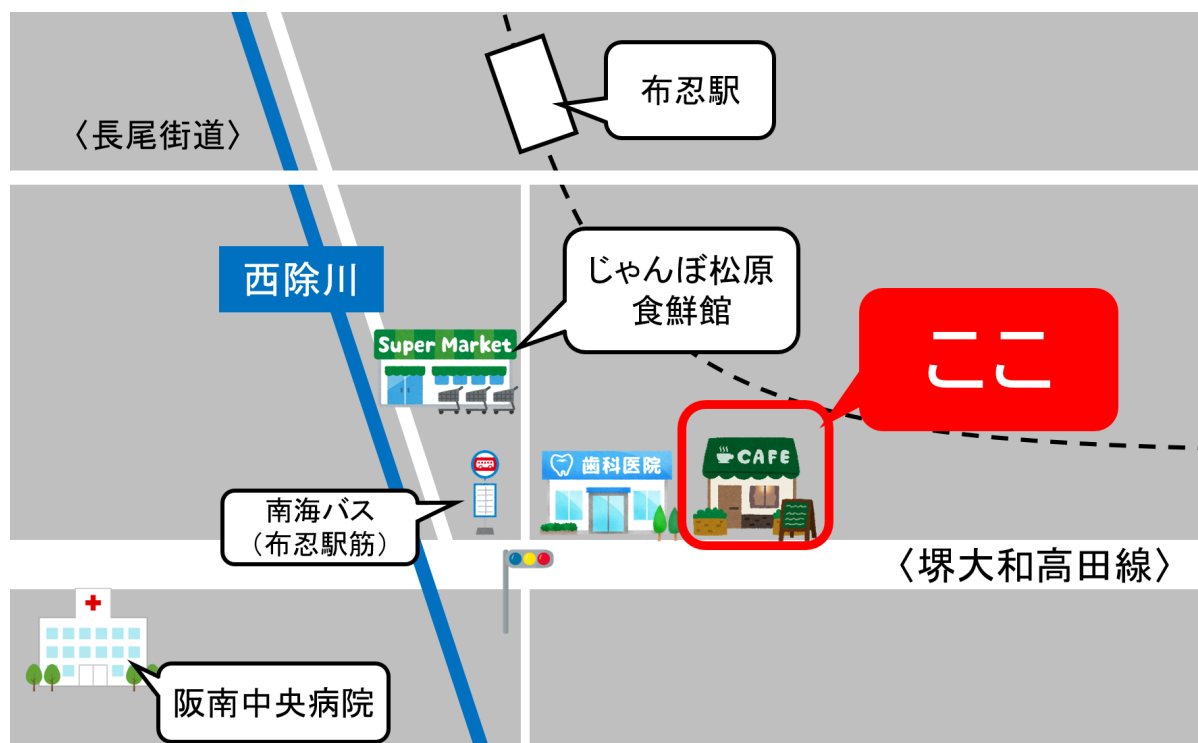 布忍駅
〈長尾街道〉
西除川
じゃんぼ松原
食鮮館
ここ
Super Market
CAFE
歯科医院
南海バス
（布忍駅筋）
〈堺大和高田線〉
阪南中央病院